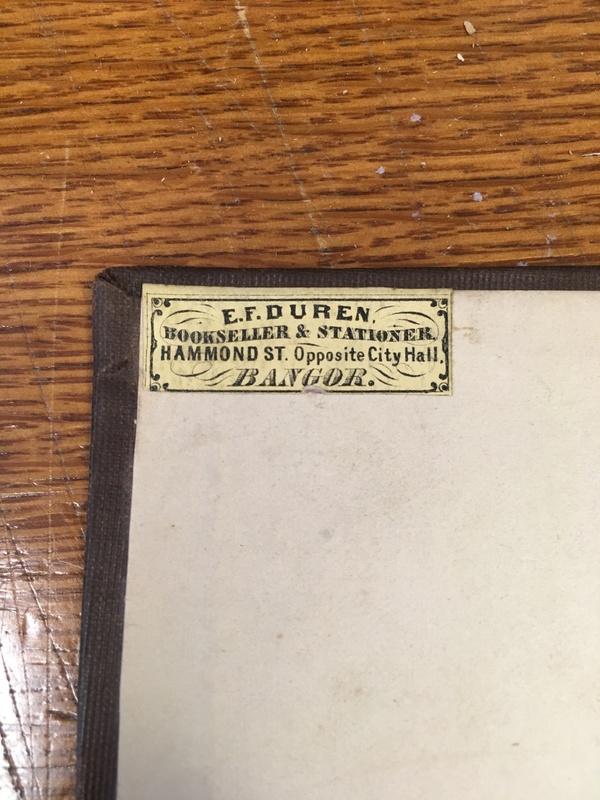 E.F. DUREN,
BOOKSELLER & STATIONER,
HAMMOND ST. Opposite City Hall.
BANGOR.